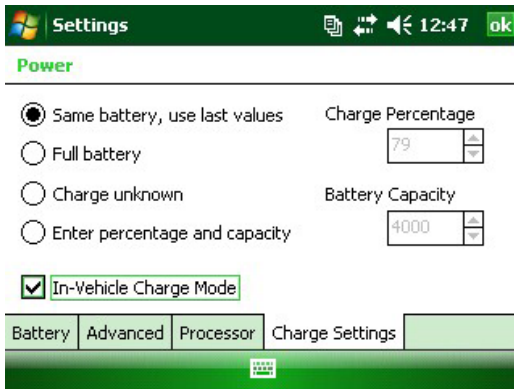 Settings 12:47 ok
Power
Same battery, use last values
Full battery
Charge unknown
Enter percentage and capacity
Charge Percentage
79
Battery Capacity
4000
In-Vehicle Charge Mode
Battery Advanced Processor Charge Settings